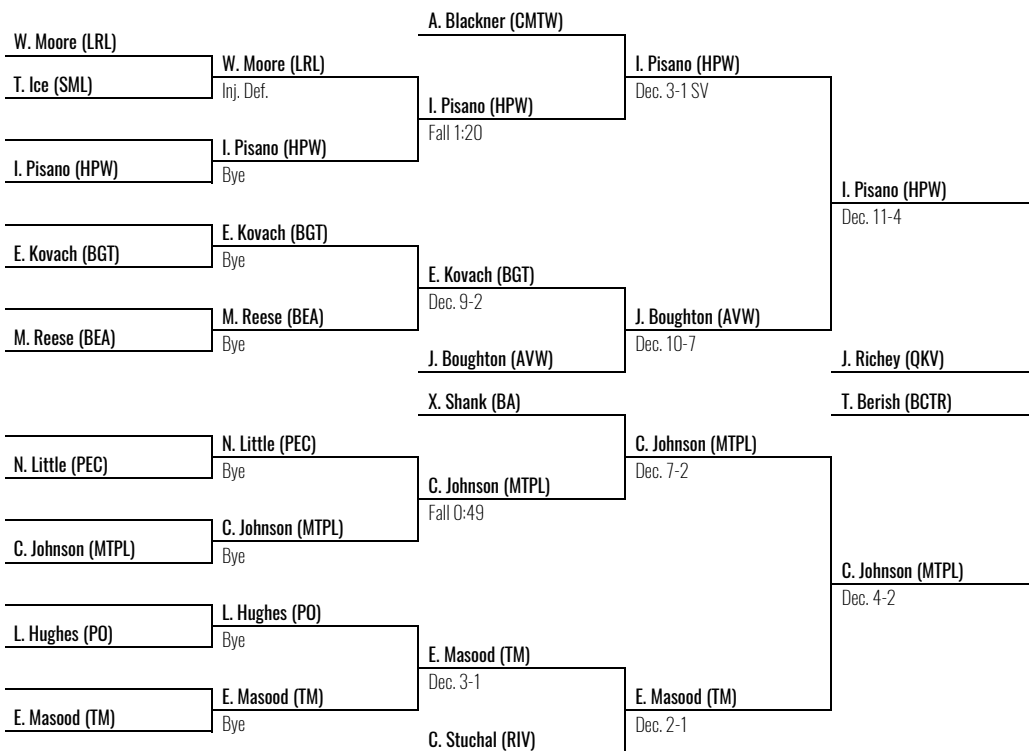 A. Blackner (CMTW)
W. Moore (LRL)
W. Moore (LRL)
I. Pisano (HPW)
T. Ice (SML)
Inj. Def.
Dec. 3-1 SV
I. Pisano (HPW)
Fall 1:20
I. Pisano (HPW)
I. Pisano (HPW)
Bye
I. Pisano (HPW)
Dec. 11-4
E. Kovach (BGT)
E. Kovach (BGT)
Bye
E. Kovach (BGT)
Dec. 9-2
M. Reese (BEA)
J. Boughton (AVW)
M. Reese (BEA)
Bye
Dec. 10-7
J. Boughton (AVW)
J. Richey (QKV)
X. Shank (BA)
T. Berish (BCTR)
N. Little (PEC)
C. Johnson (MTPL)
N. Little (PEC)
Bye
Dec. 7-2
C. Johnson (MTPL)
Fall 0:49
C. Johnson (MTPL)
C. Johnson (MTPL)
Bye
C. Johnson (MTPL)
Dec. 4-2
L. Hughes (PO)
L. Hughes (PO)
Bye
E. Masood (TM)
Dec. 3-1
E. Masood (TM)
E. Masood (TM)
E. Masood (TM)
Bye
Dec. 2-1
C. Stuchal (RIV)